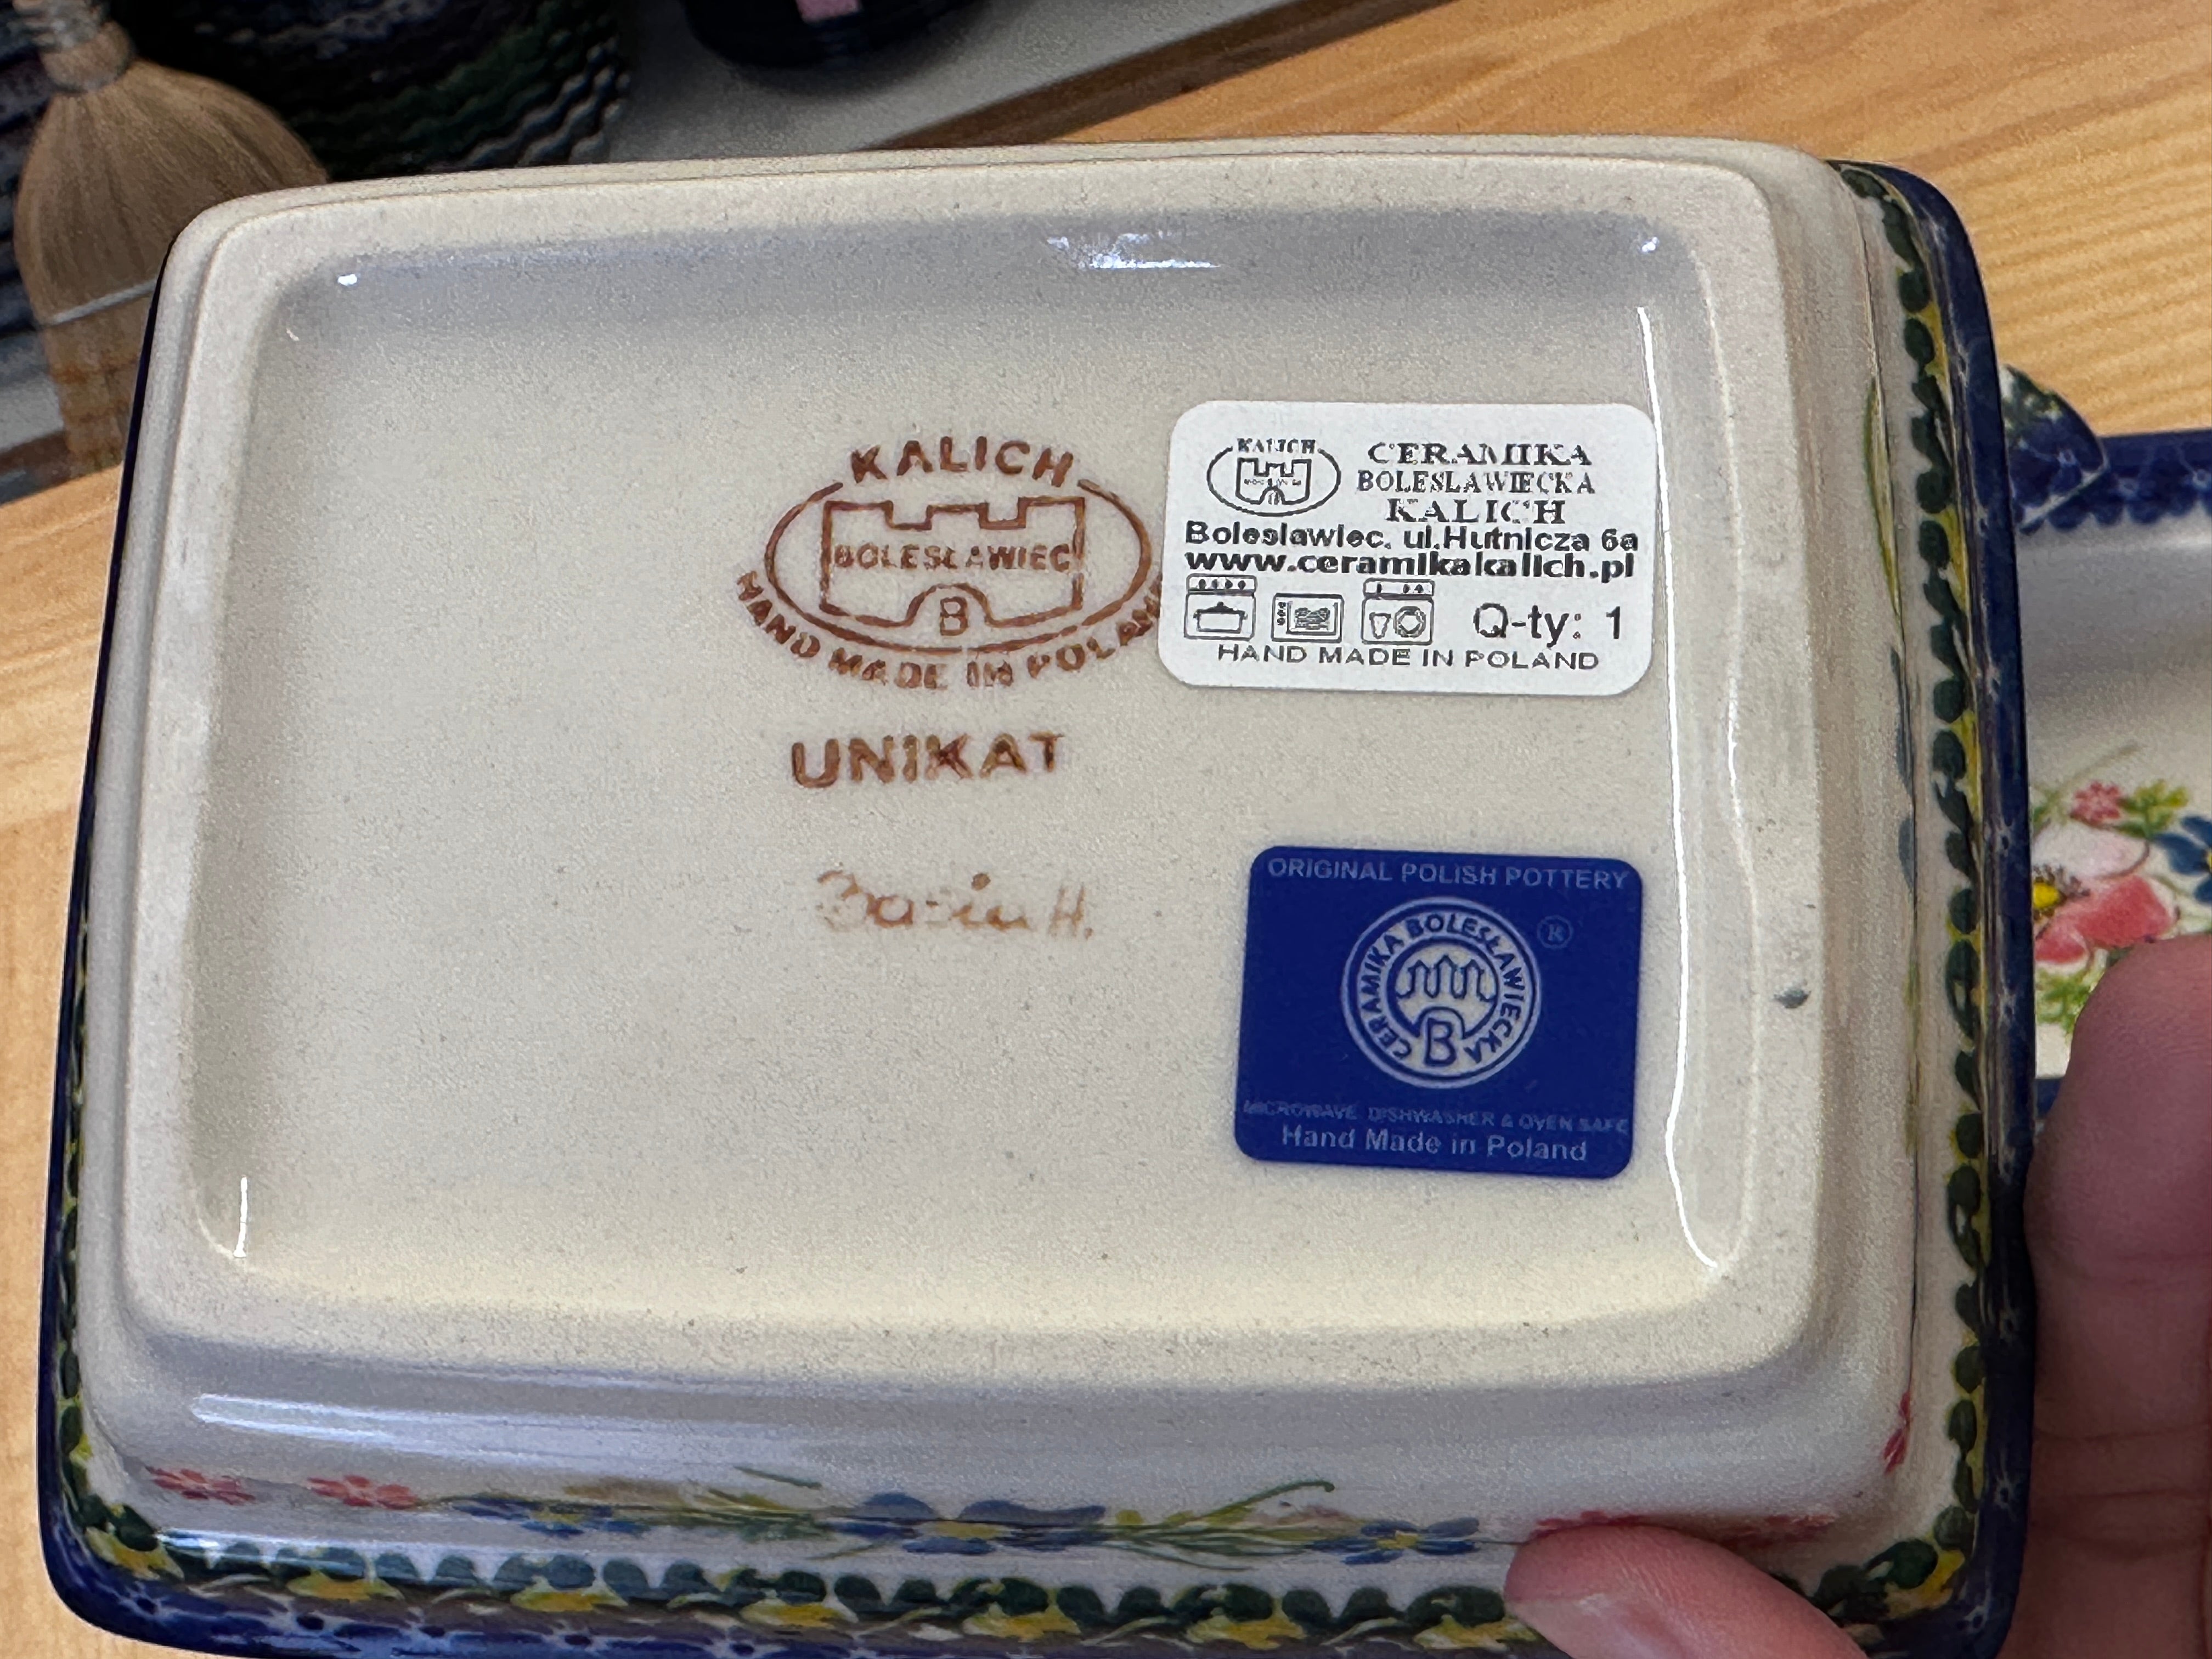 KALICH
BOLESŁAWIEC
B
HAND MADE IN POLAND
UNIKAT
Basia H.
KALICH
CERAMIKA
BOLESLAWIECKA
KALICH
Boleslawiec, ul.Hutnicza 6a
www.ceramikakalich.pl
Q-ty: 1
HAND MADE IN POLAND
ORIGINAL POLISH POTTERY
CERAMIKA BOLESŁAWIECKA
®
B
MICROWAVE, DISHWASHER & OVEN SAFE
Hand Made in Poland